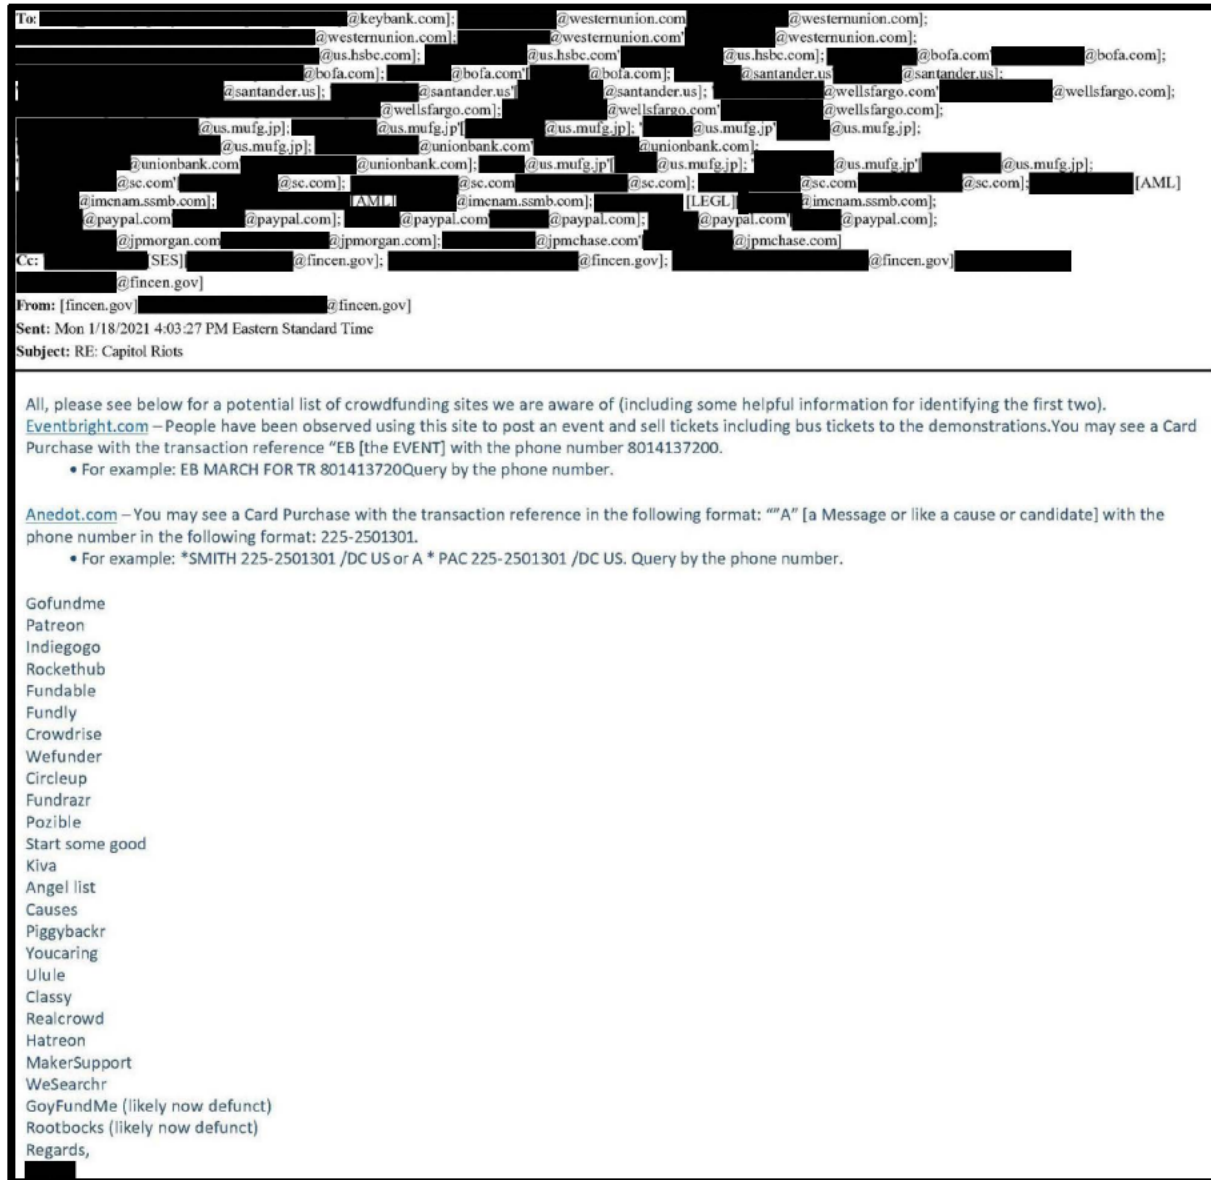 To: @keybank.com]; @westernunion.com @westernunion.com];
@westernunion.com]; @westernunion.com' @westernunion.com];
@us.hsbc.com]; @us.hsbc.com' @us.hsbc.com]; @bofa.com' @bofa.com];
@bofa.com]; @bofa.com'[ @bofa.com]; @santander.us @santander.us];
@santander.us]; @santander.us'[ @santander.us]; ' @wellsfargo.com' @wellsfargo.com];
@wellsfargo.com]; @wellsfargo.com' @wellsfargo.com];
@us.mufg.jp]; @us.mufg.jp'[ @us.mufg.jp]; ' @us.mufg.jp' @us.mufg.jp];
@us.mufg.jp]; @unionbank.com' @unionbank.com];
@unionbank.com' @unionbank.com]; @us.mufg.jp'[ @us.mufg.jp]; ' @us.mufg.jp'[ @us.mufg.jp];
@sc.com'[ @sc.com]; @sc.com @sc.com]; @sc.com @sc.com]; [AML]
@imcnam.ssmb.com]; [AML] @imcnam.ssmb.com]; [LEGL] @imcnam.ssmb.com];
@paypal.com @paypal.com]; @paypal.com' @paypal.com]; @paypal.com' @paypal.com];
@jpmorgan.com @jpmorgan.com]; @jpmchase.com' @jpmchase.com]
Cc: [SES][ @fincen.gov]; @fincen.gov]; @fincen.gov]
@fincen.gov]
From: [fincen.gov] @fincen.gov]
Sent: Mon 1/18/2021 4:03:27 PM Eastern Standard Time
Subject: RE: Capitol Riots
All, please see below for a potential list of crowdfunding sites we are aware of (including some helpful information for identifying the first two).
Eventbright.com – People have been observed using this site to post an event and sell tickets including bus tickets to the demonstrations.You may see a Card
Purchase with the transaction reference "EB [the EVENT] with the phone number 8014137200.
• For example: EB MARCH FOR TR 801413720Query by the phone number.
Anedot.com – You may see a Card Purchase with the transaction reference in the following format: ""A" [a Message or like a cause or candidate] with the
phone number in the following format: 225-2501301.
• For example: *SMITH 225-2501301 /DC US or A * PAC 225-2501301 /DC US. Query by the phone number.
Gofundme
Patreon
Indiegogo
Rockethub
Fundable
Fundly
Crowdrise
Wefunder
Circleup
Fundrazr
Pozible
Start some good
Kiva
Angel list
Causes
Piggybackr
Youcaring
Ulule
Classy
Realcrowd
Hatreon
MakerSupport
WeSearchr
GoyFundMe (likely now defunct)
Rootbocks (likely now defunct)
Regards,